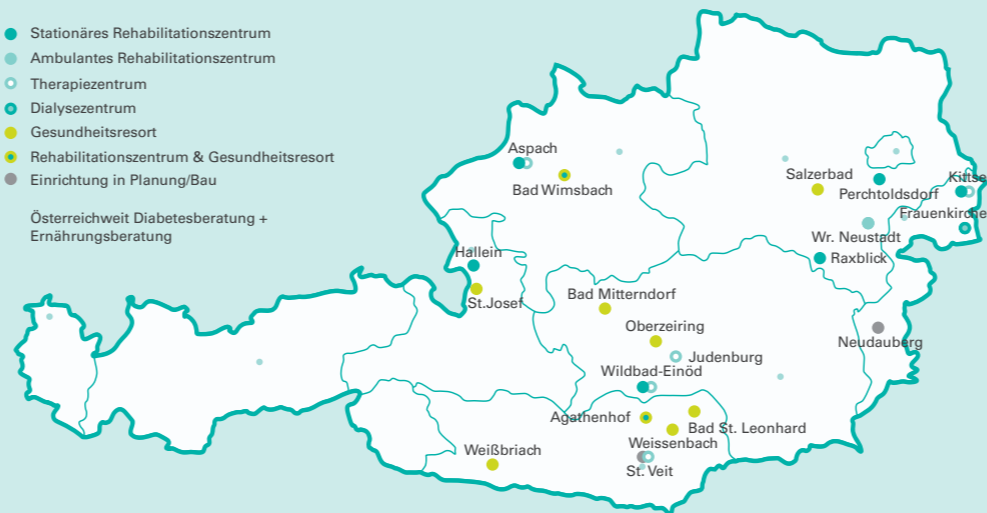 Stationäres Rehabilitationszentrum
Ambulantes Rehabilitationszentrum
Therapiezentrum
Dialysezentrum
Gesundheitsresort
Rehabilitationszentrum & Gesundheitsresort
Einrichtung in Planung/Bau
Österreichweit Diabetesberatung +
Ernährungsberatung
Aspach
Bad Wimsbach
Salzerbad
Perchtoldsdorf
Kittse
Frauenkirche
Wr. Neustadt
Raxblick
Hallein
St.Josef
Bad Mitterndorf
Oberzeiring
Neudauberg
Judenburg
Wildbad-Einöd
Agathenhof
Bad St. Leonhard
Weissenbach
Weißbriach
St. Veit